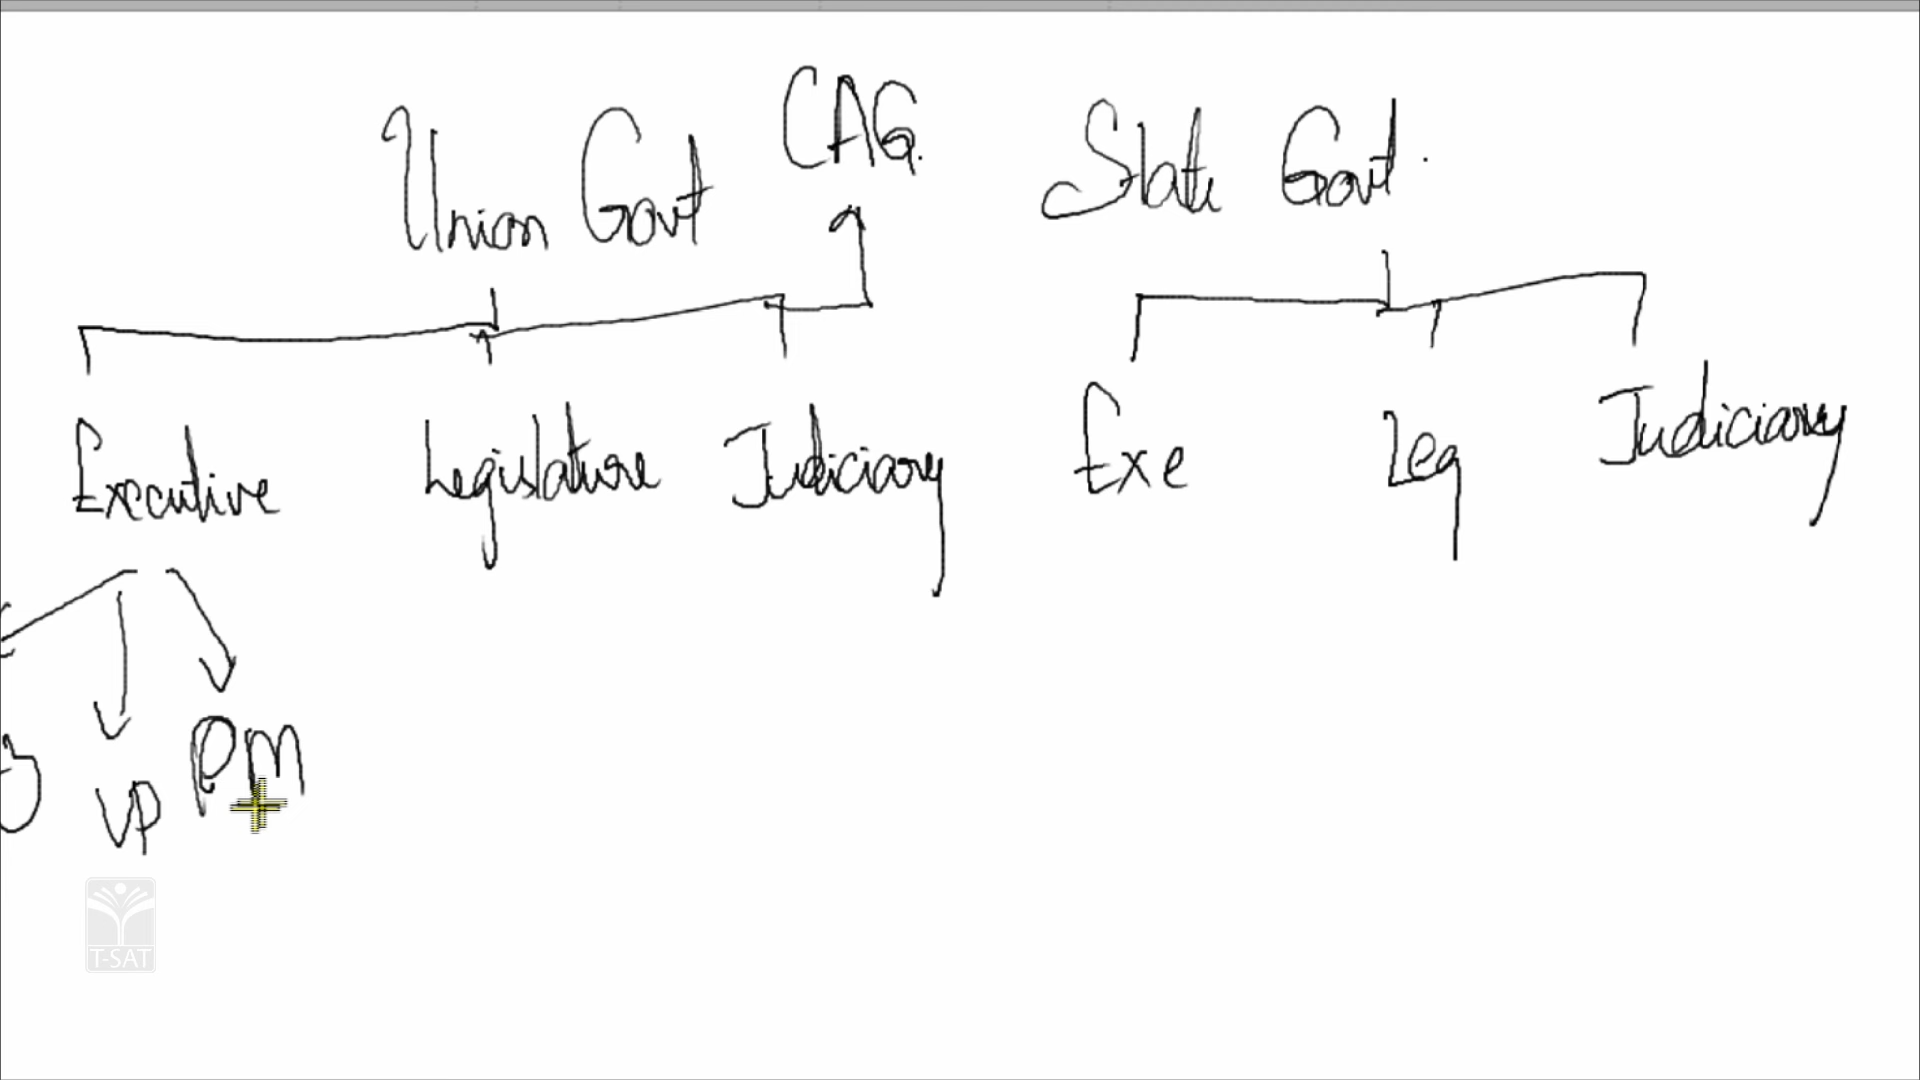 CAG.
Union Govt State Govt.
Executive Legislature Judiciary Exe Leg Judiciary
VP PM
T-SAT